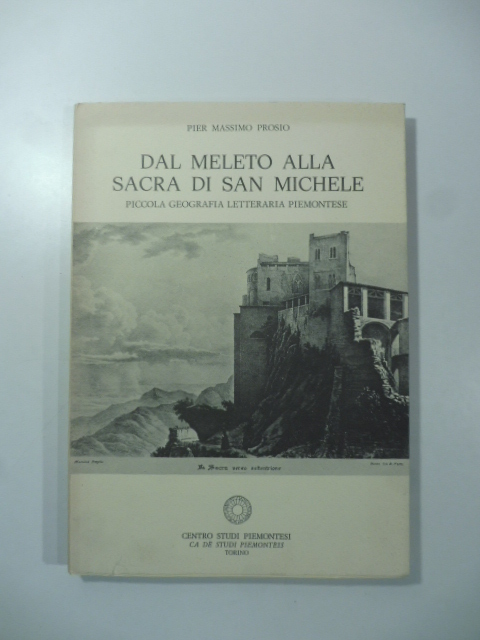 PIER MASSIMO PROSIO
DAL MELETO ALLA
SACRA DI SAN MICHELE
PICCOLA GEOGRAFIA LETTERARIA PIEMONTESE
CENTRO STUDI PIEMONTESI
CA DË STUDI PIEMONTÈIS
TORINO